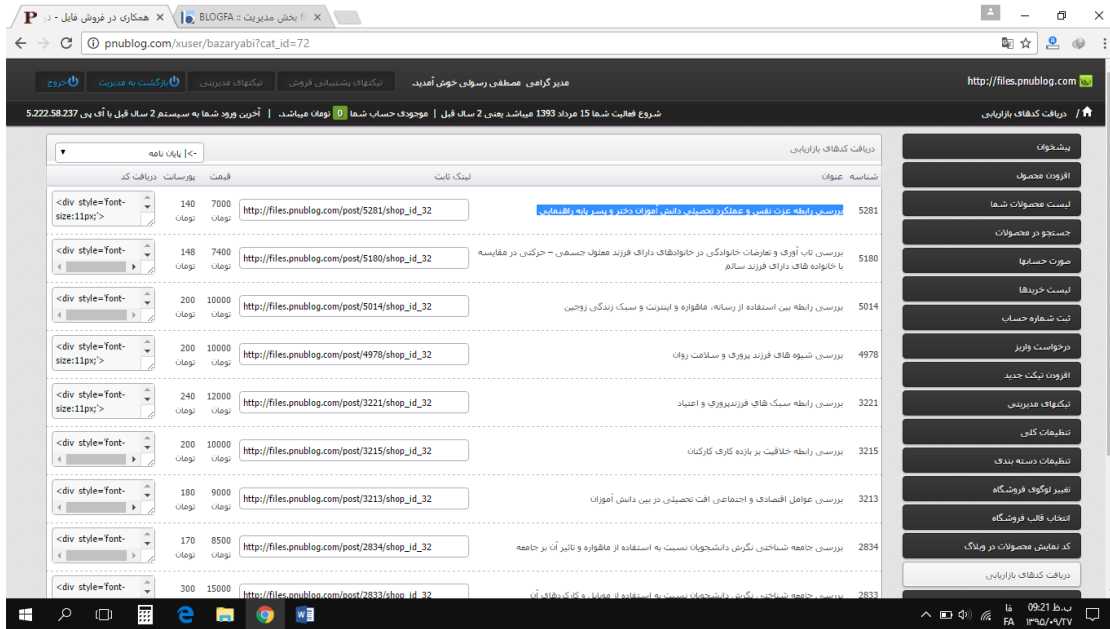 همکاری در فروش فایل - در
بخش مدیریت :: BLOGFA
pnublog.com/xuser/bazaryabi?cat_id=72
http://files.pnublog.com
مدیر گرامی مصطفی رسولی خوش آمدید.
تیکتهای پشتیبانی فروش
تیکتهای مدیریتی
بازگشت به مدیریت
خروج
/ دریافت کدهای بازاریابی
شروع فعالیت شما 15 مرداد 1393 میباشد یعنی 2 سال قبل | موجودی حساب شما 0 تومان میباشد. | آخرین ورود شما به سیستم 2 سال قبل با آی پی 5.222.58.237
پیشخوان
افزودن محصول
لیست محصولات شما
جستجو در محصولات
صورت حسابها
لیست خریدها
ثبت شماره حساب
درخواست واریز
افزودن تیکت جدید
تیکتهای مدیریتی
تنظیمات کلی
تنظیمات دسته بندی
تغییر لوگوی فروشگاه
انتخاب قالب فروشگاه
کد نمایش محصولات در وبلاگ
دریافت کدهای بازاریابی
دریافت کدهای بازاریابی
->| پایان نامه
شناسه عنوان لینک ثابت قیمت پورسانت دریافت کد
5281 بررسی رابطه عزت نفس و عملکرد تحصیلی دانش آموزان دختر و پسر پایه راهنمایی
http://files.pnublog.com/post/5281/shop_id_32
7000 تومان
140 تومان
<div style='font-
size:11px;'>
5180 بررسی تاب آوری و تعارضات خانوادگی در خانوادهای دارای فرزند معلول جسمی – حرکتی در مقایسه
با خانواده های دارای فرزند سالم
http://files.pnublog.com/post/5180/shop_id_32
7400 تومان
148 تومان
<div style='font-
5014 بررسی رابطه بین استفاده از رسانه، ماهواره و اینترنت و سبک زندگی زوجین
http://files.pnublog.com/post/5014/shop_id_32
10000 تومان
200 تومان
<div style='font-
4978 بررسی شیوه های فرزند پروری و سلامت روان
http://files.pnublog.com/post/4978/shop_id_32
10000 تومان
200 تومان
<div style='font-
size:11px;'>
3221 بررسی رابطه سبک های فرزندپروری و اعتیاد
http://files.pnublog.com/post/3221/shop_id_32
12000 تومان
240 تومان
<div style='font-
size:11px;'>
3215 بررسی رابطه خلاقیت بر بازده کاری کارکنان
http://files.pnublog.com/post/3215/shop_id_32
10000 تومان
200 تومان
<div style='font-
3213 بررسی عوامل اقتصادی و اجتماعی افت تحصیلی در بین دانش آموزان
http://files.pnublog.com/post/3213/shop_id_32
9000 تومان
180 تومان
<div style='font-
2834 بررسی جامعه شناختی نگرش دانشجویان نسبت به استفاده از ماهواره و تاثیر آن بر جامعه
http://files.pnublog.com/post/2834/shop_id_32
8500 تومان
170 تومان
<div style='font-
2833 بررسی جامعه شناختی نگرش دانشجویان نسبت به استفاده از موبایل و کارکردهای آن
http://files.pnublog.com/post/2833/shop_id_32
15000
300
<div style='font-
فا
FA
09:21 ب.ظ
۱۳۹۵/۰۹/۲۷